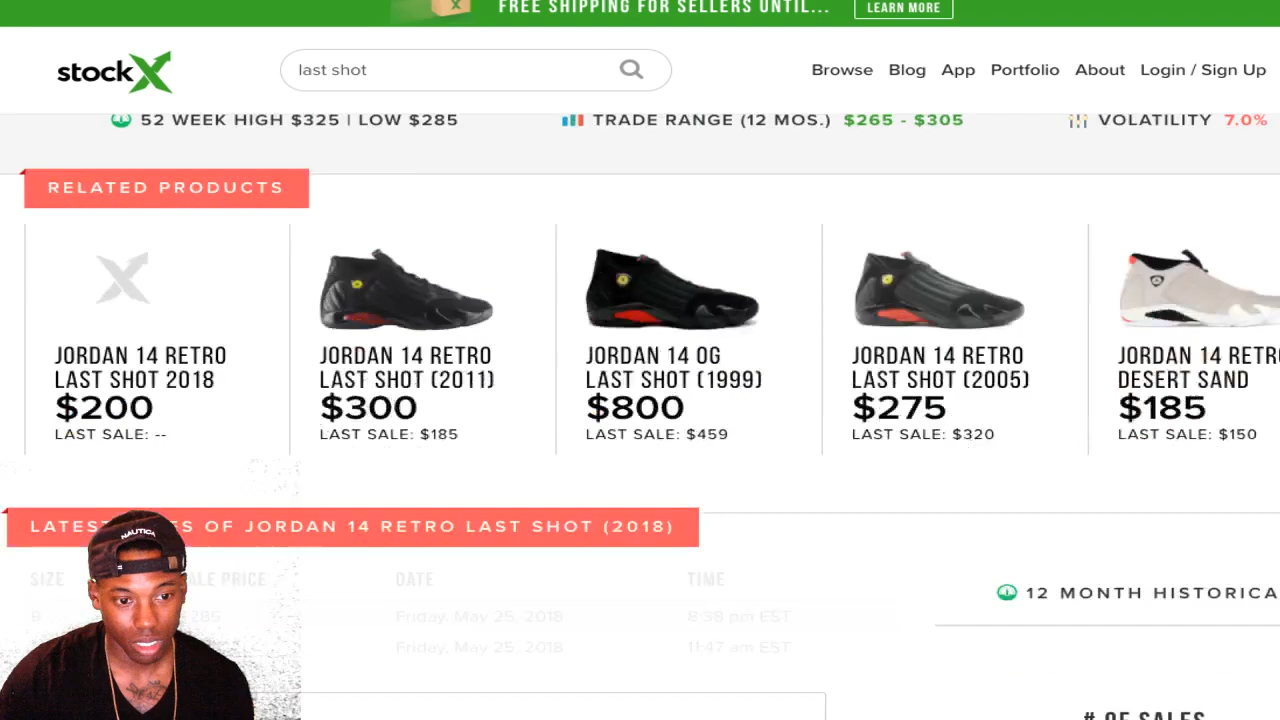 FREE SHIPPING FOR SELLERS UNTIL...
LEARN MORE
stockX
last shot
Browse Blog App Portfolio About Login / Sign Up
52 WEEK HIGH $325 | LOW $285
TRADE RANGE (12 MOS.) $265 - $305
VOLATILITY 7.0%
RELATED PRODUCTS
JORDAN 14 RETRO
LAST SHOT 2018
$200
LAST SALE: --
JORDAN 14 RETRO
LAST SHOT (2011)
$300
LAST SALE: $185
JORDAN 14 OG
LAST SHOT (1999)
$800
LAST SALE: $459
JORDAN 14 RETRO
LAST SHOT (2005)
$275
LAST SALE: $320
JORDAN 14 RETRO
DESERT SAND
$185
LAST SALE: $150
OF JORDAN 14 RETRO LAST SHOT (2018)
NAUTICA
SIZE PRICE DATE TIME
Friday, May 25, 2018 8:38 pm EST
Friday, May 25, 2018 11:47 am EST
12 MONTH HISTORICA
# OF SALES